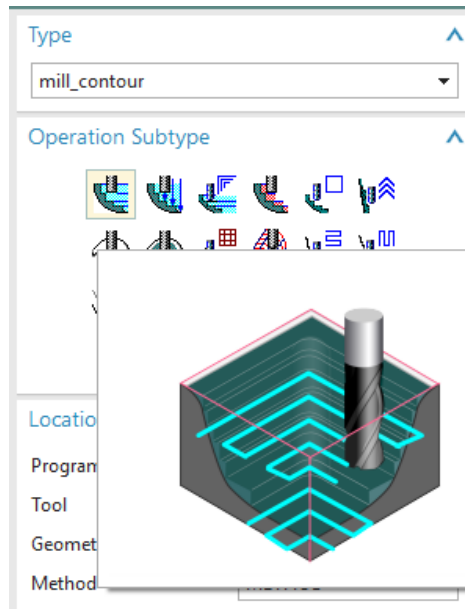 Type
mill_contour
Operation Subtype
Locatio
Program
Tool
Geomet
Method